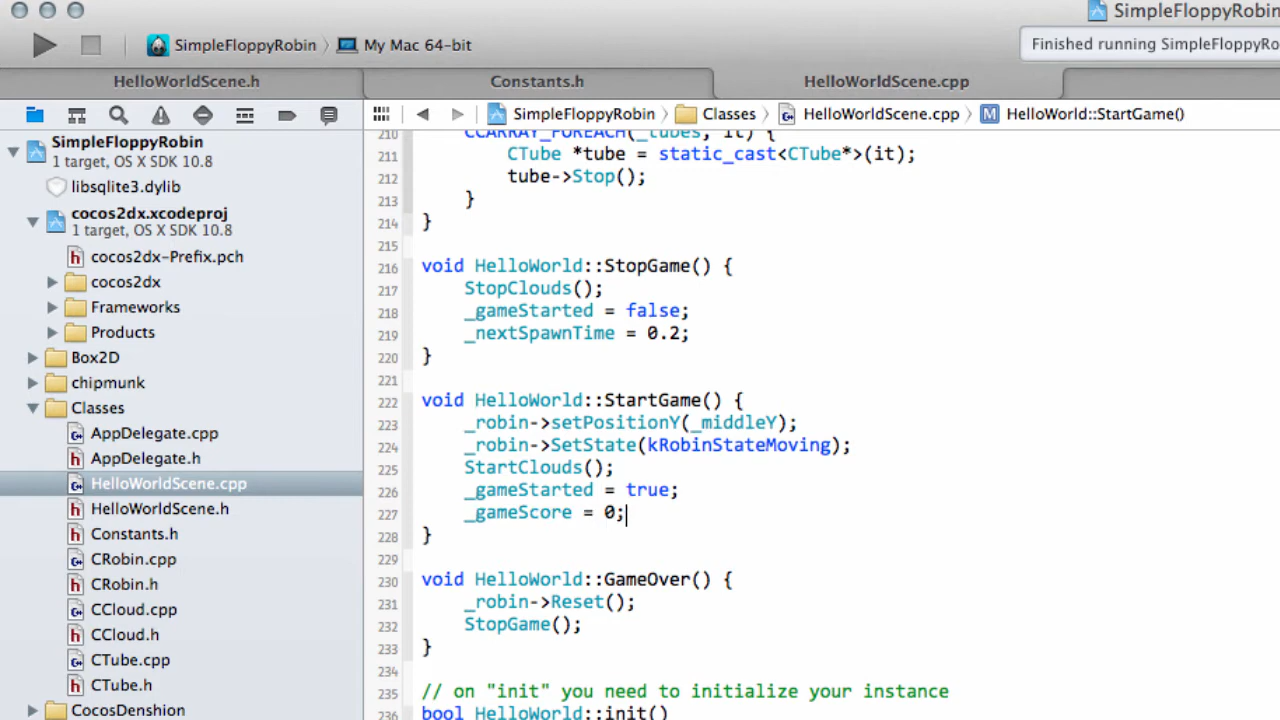 SimpleFloppyRobin
SimpleFloppyRobin My Mac 64-bit
Finished running SimpleFloppyRo
HelloWorldScene.h Constants.h HelloWorldScene.cpp
SimpleFloppyRobin Classes HelloWorldScene.cpp M HelloWorld::StartGame()
SimpleFloppyRobin
1 target, OS X SDK 10.8
libsqlite3.dylib
cocos2dx.xcodeproj
1 target, OS X SDK 10.8
h cocos2dx-Prefix.pch
cocos2dx
Frameworks
Products
Box2D
chipmunk
Classes
AppDelegate.cpp
h AppDelegate.h
HelloWorldScene.cpp
h HelloWorldScene.h
h Constants.h
CRobin.cpp
h CRobin.h
CCloud.cpp
h CCloud.h
CTube.cpp
h CTube.h
CocosDenshion
210 CCARRAY_FOREACH(_tubes, it) {
211 CTube *tube = static_cast<CTube*>(it);
212 tube->Stop();
213 }
214 }
215
216 void HelloWorld::StopGame() {
217 StopClouds();
218 _gameStarted = false;
219 _nextSpawnTime = 0.2;
220 }
221
222 void HelloWorld::StartGame() {
223 _robin->setPositionY(_middleY);
224 _robin->SetState(kRobinStateMoving);
225 StartClouds();
226 _gameStarted = true;
227 _gameScore = 0;
228 }
229
230 void HelloWorld::GameOver() {
231 _robin->Reset();
232 StopGame();
233 }
234
235 // on "init" you need to initialize your instance
236 bool HelloWorld::init()